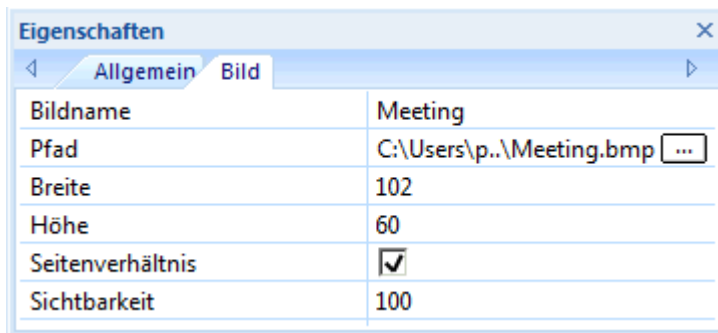 Eigenschaften
Allgemein Bild
Bildname Meeting
Pfad C:\Users\p..\Meeting.bmp ...
Breite 102
Höhe 60
Seitenverhältnis
Sichtbarkeit 100